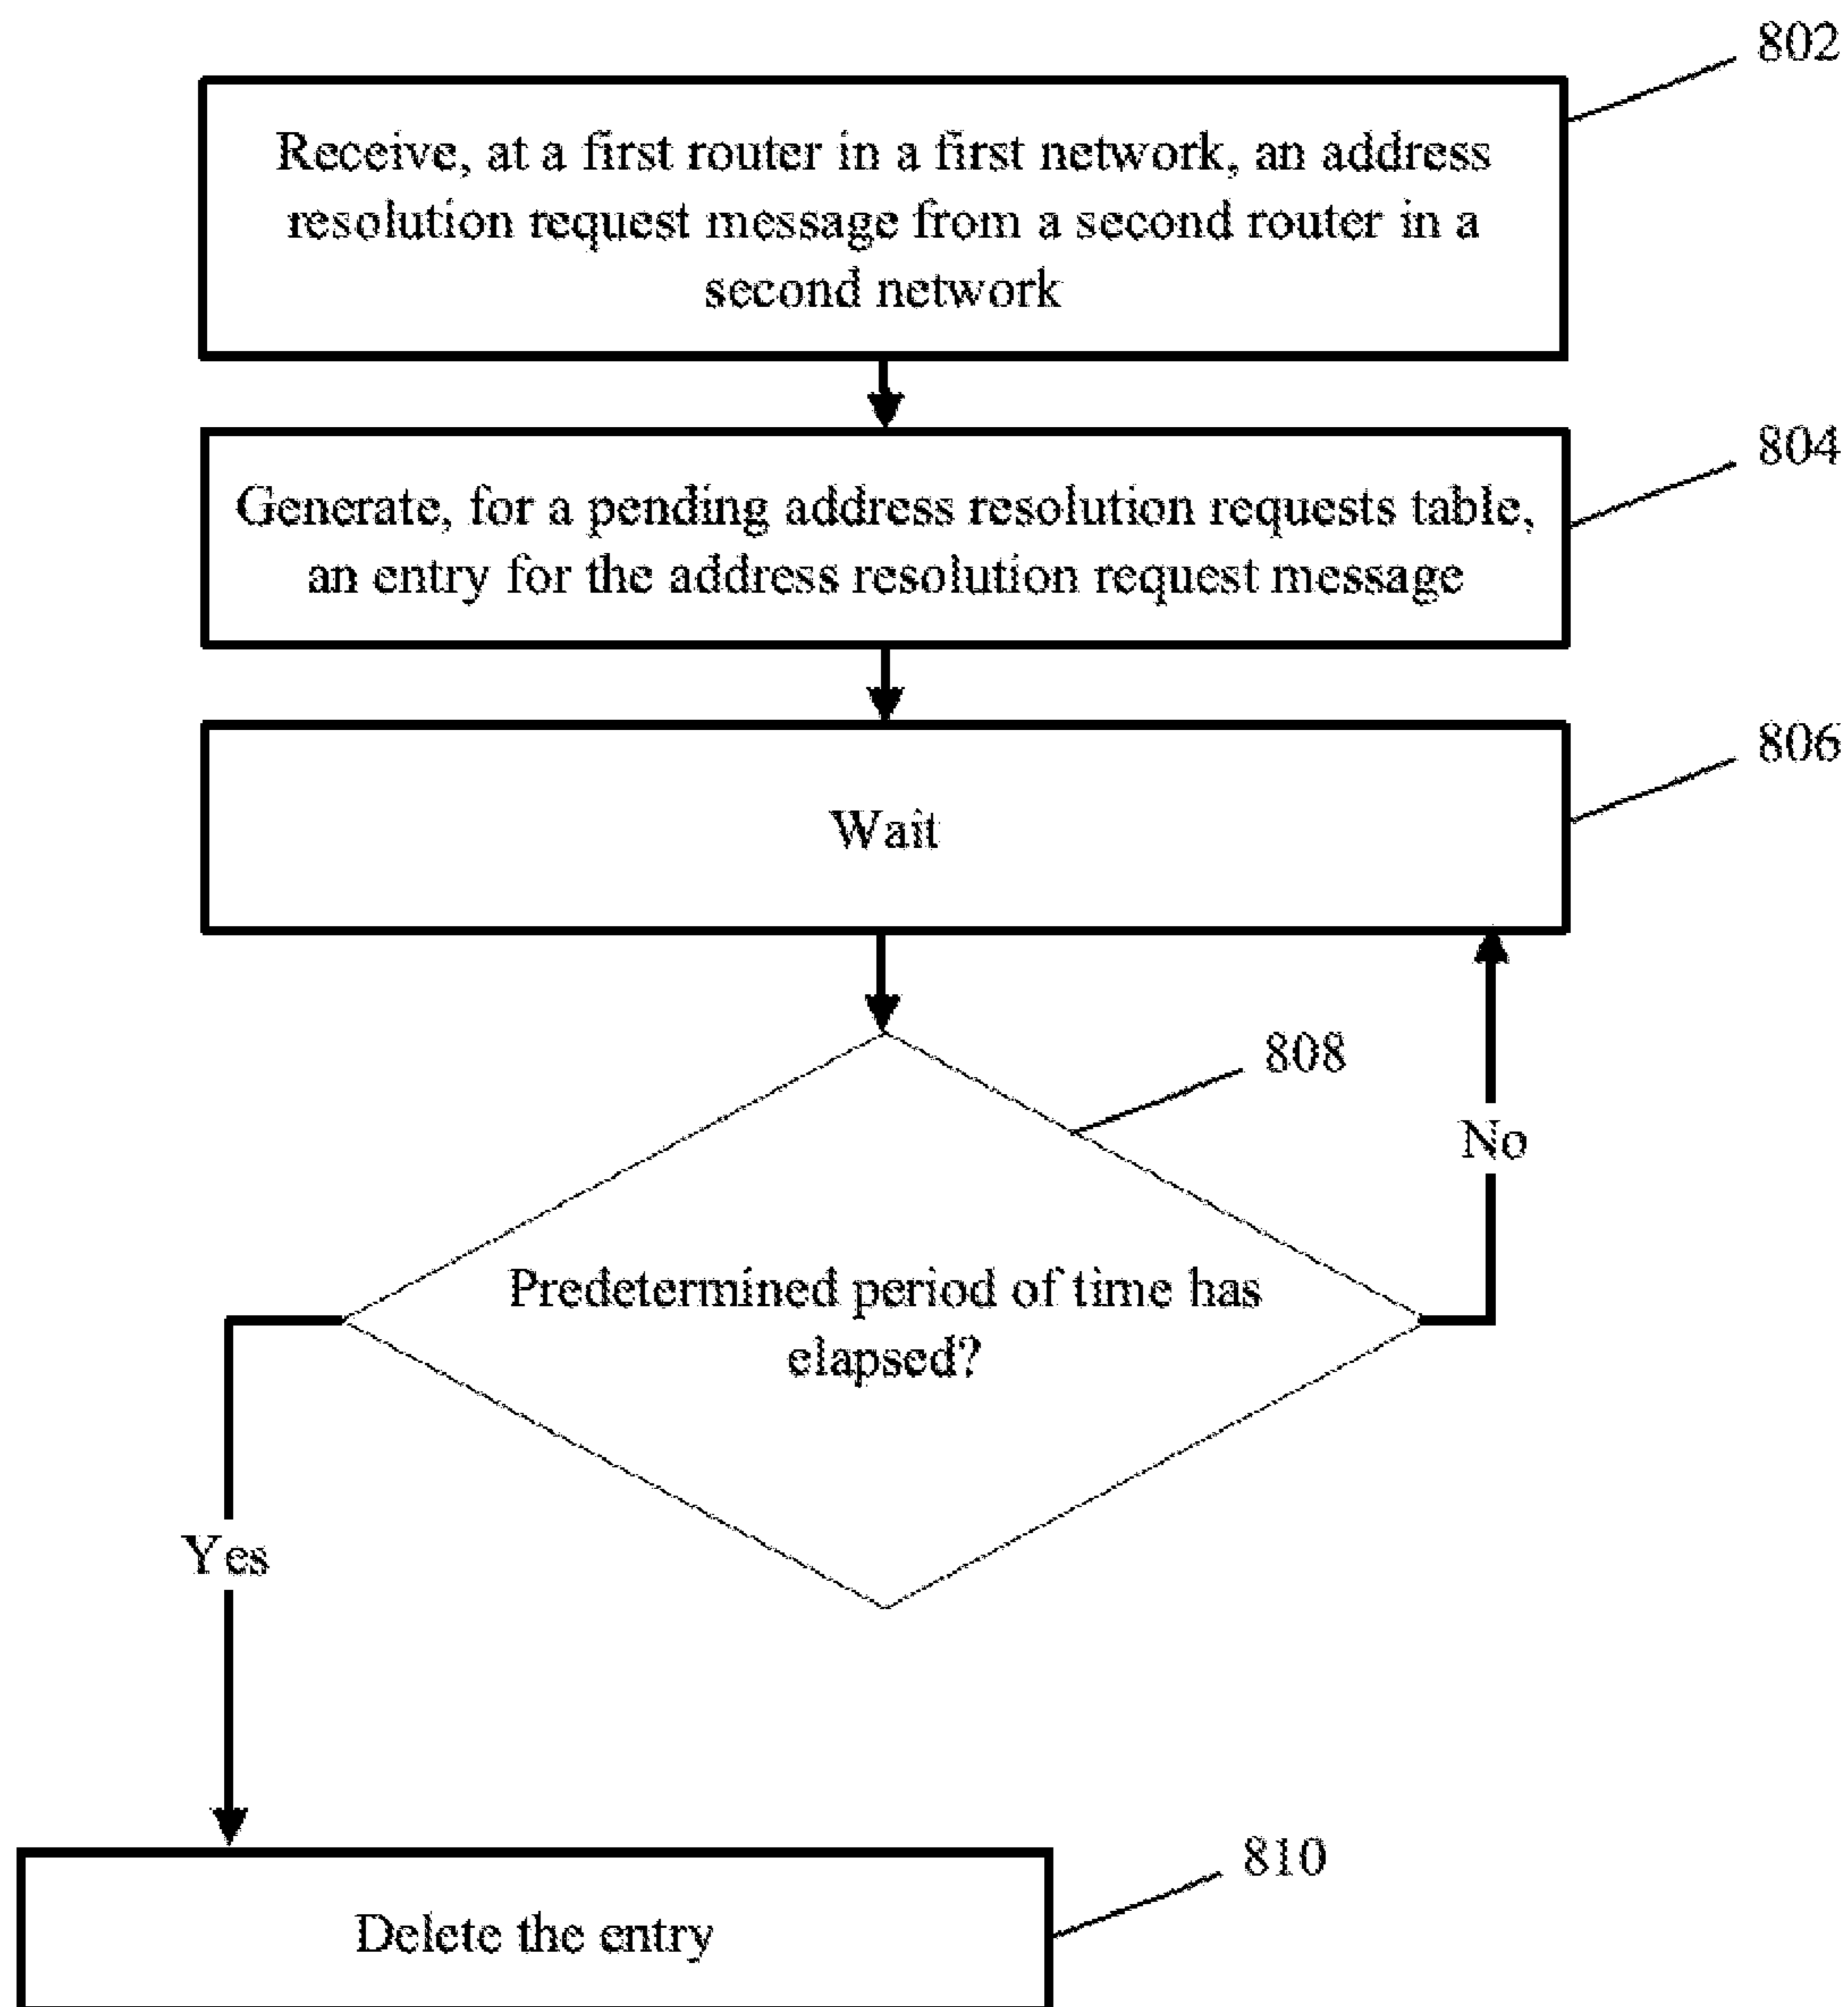 802
Receive, at a first router in a first network, an address
resolution request message from a second router in a
second network
804
Generate, for a pending address resolution requests table,
an entry for the address resolution request message
806
Wait
808
No
Predetermined period of time has
elapsed?
Yes
810
Delete the entry